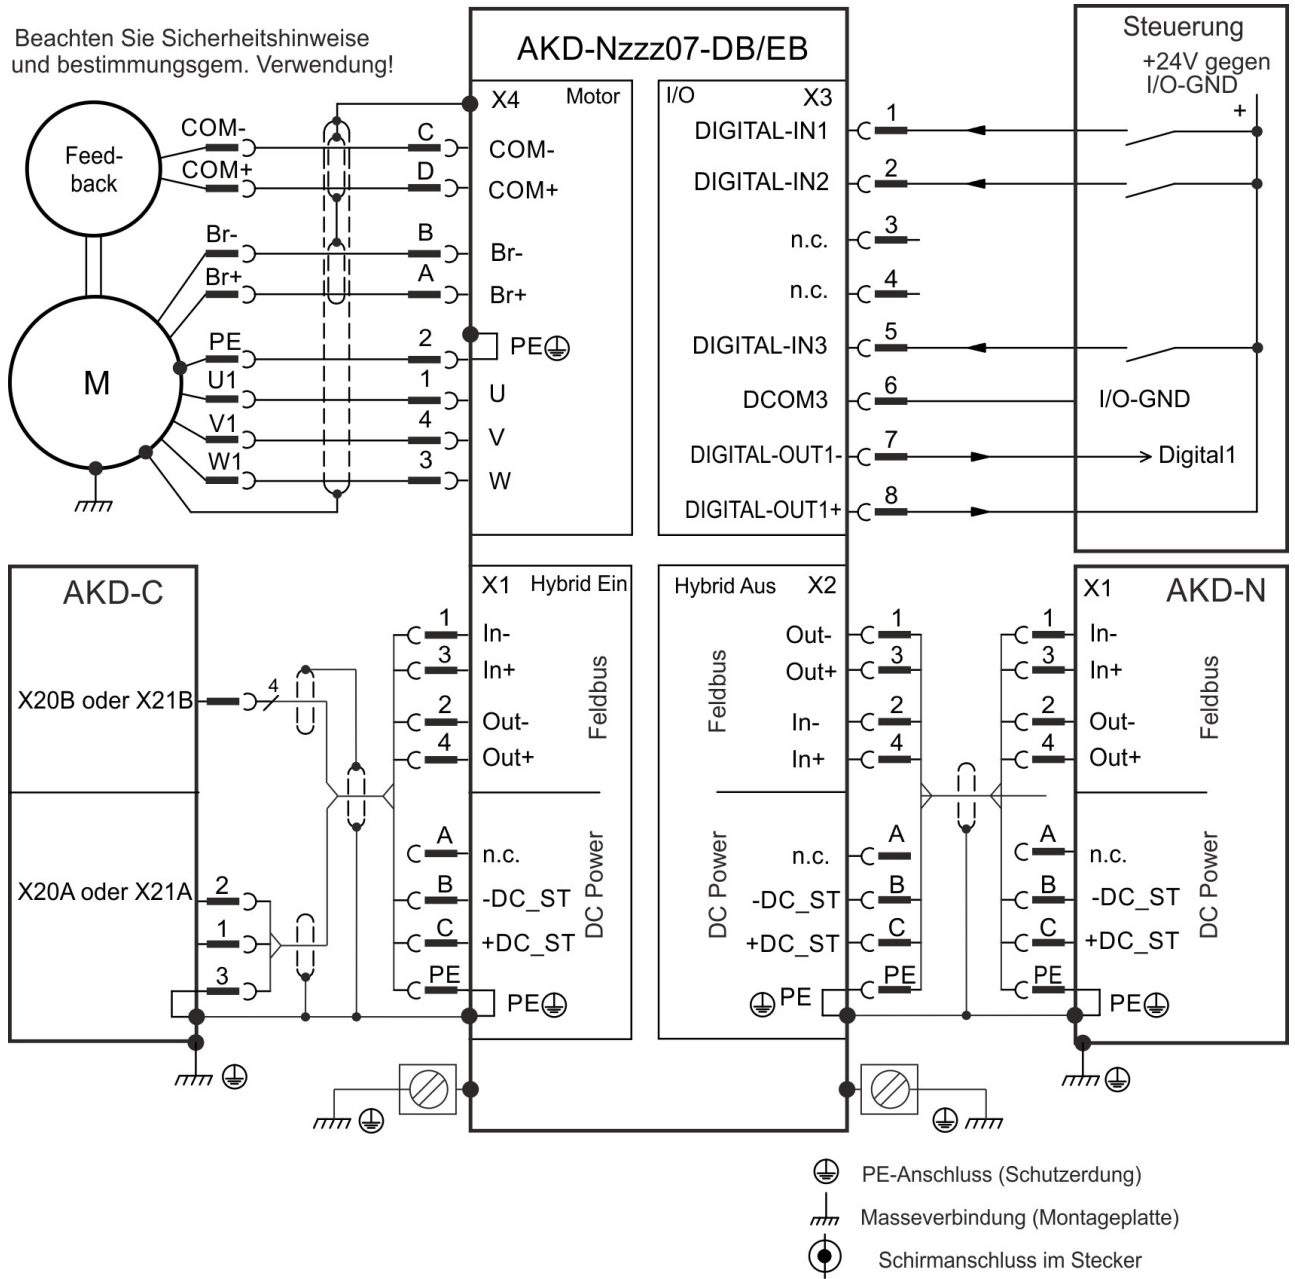 Beachten Sie Sicherheitshinweise
und bestimmungsgem. Verwendung!
AKD-Nzzz07-DB/EB
Steuerung
+24V gegen
I/O-GND
+
Feed-
back
M
COM-
COM+
Br-
Br+
PE
U1
V1
W1
C
D
B
A
2
1
4
3
X4 Motor
COM-
COM+
Br-
Br+
PE
U
V
W
I/O X3
DIGITAL-IN1 1
DIGITAL-IN2 2
n.c. 3
n.c. 4
DIGITAL-IN3 5
DCOM3 6
DIGITAL-OUT1- 7
DIGITAL-OUT1+ 8
I/O-GND
Digital1
AKD-C
X20B oder X21B
4
X20A oder X21A
2
1
3
X1 Hybrid Ein
1 In-
3 In+
2 Out-
4 Out+
Feldbus
A n.c.
B -DC_ST
C +DC_ST
PE PE
DC Power
Hybrid Aus X2
Out- 1
Out+ 3
In- 2
In+ 4
Feldbus
n.c. A
-DC_ST B
+DC_ST C
PE PE
DC Power
X1 AKD-N
1 In-
3 In+
2 Out-
4 Out+
Feldbus
A n.c.
B -DC_ST
C +DC_ST
PE PE
DC Power
PE-Anschluss (Schutzerdung)
Masseverbindung (Montageplatte)
Schirmanschluss im Stecker